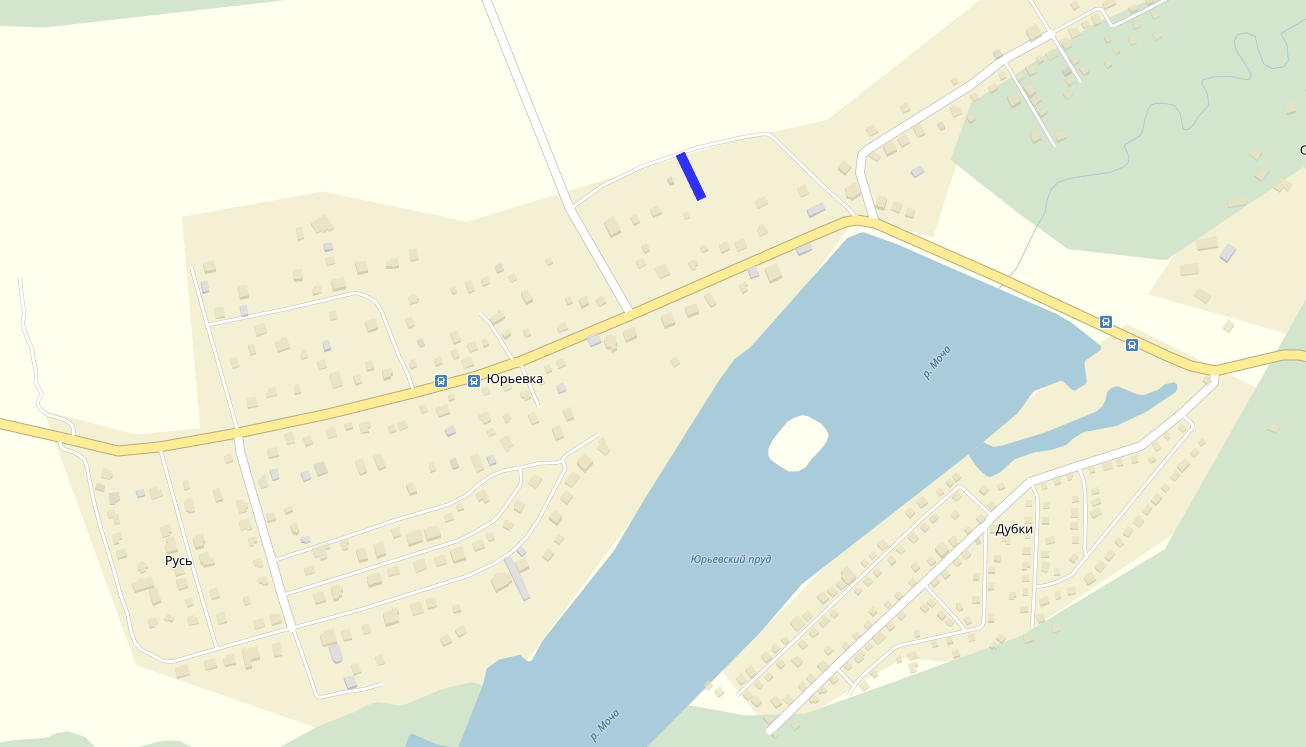 С
р. Моча
Юрьевка
Дубки
Юрьевский пруд
Русь
р. Моча